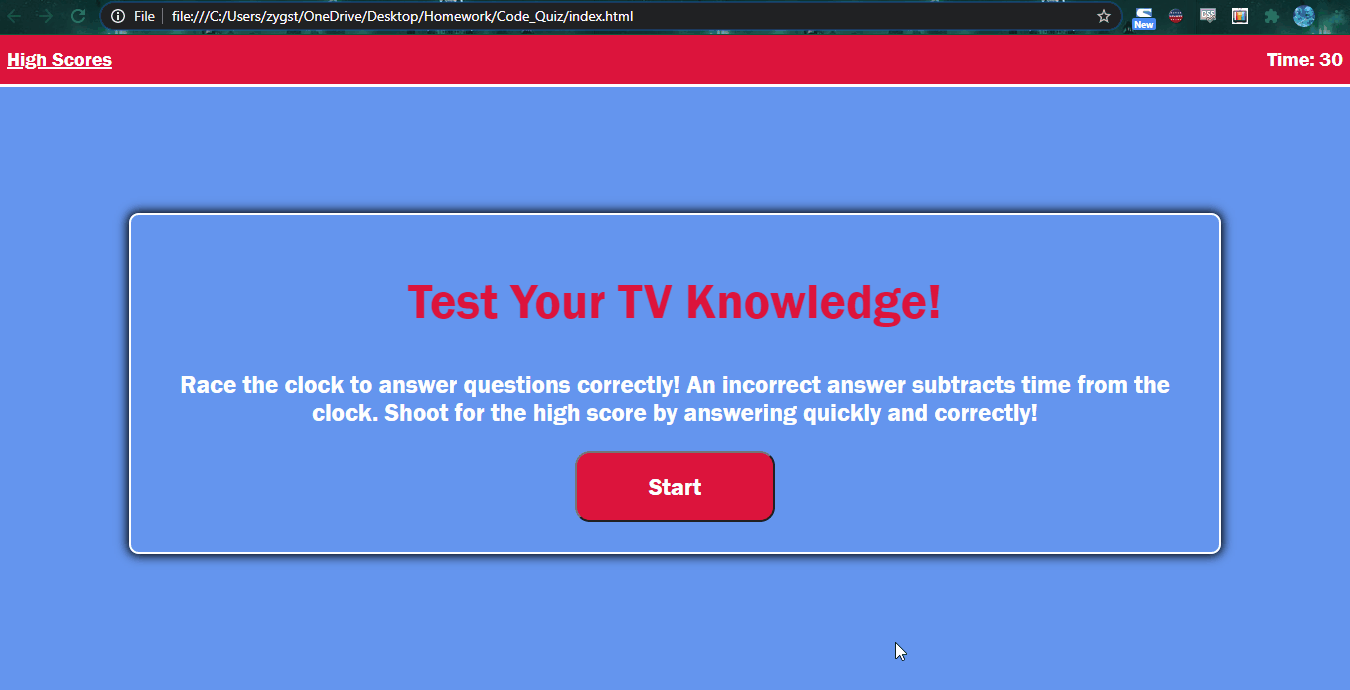 File file:///C:/Users/zygst/OneDrive/Desktop/Homework/Code_Quiz/index.html
New
High Scores
Time: 30
Test Your TV Knowledge!
Race the clock to answer questions correctly! An incorrect answer subtracts time from the
clock. Shoot for the high score by answering quickly and correctly!
Start